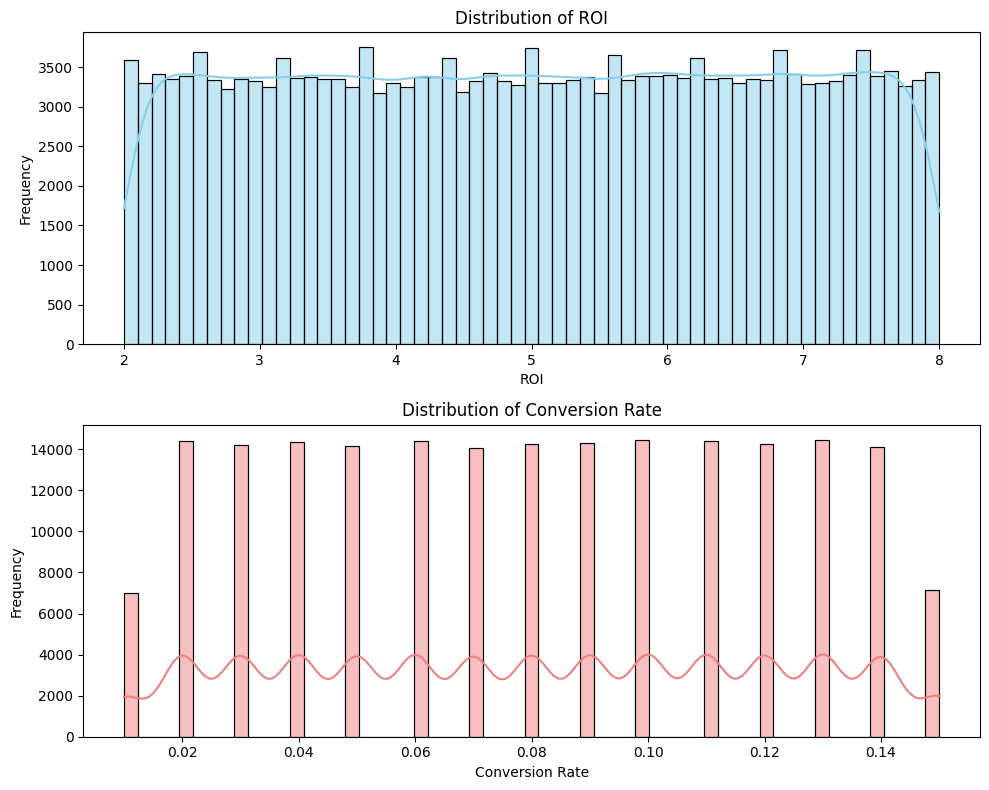 Distribution of ROI
Frequency
3500
3000
2500
2000
1500
1000
500
0
2 3 4 5 6 7 8
ROI
Distribution of Conversion Rate
Frequency
14000
12000
10000
8000
6000
4000
2000
0
0.02 0.04 0.06 0.08 0.10 0.12 0.14
Conversion Rate